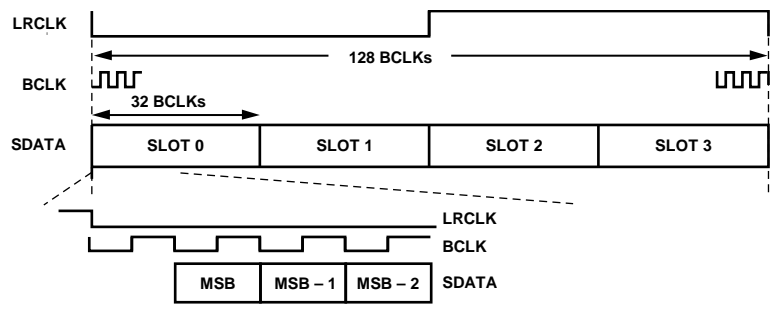 LRCLK
128 BCLKs
BCLK
32 BCLKs
SDATA SLOT 0 SLOT 1 SLOT 2 SLOT 3
LRCLK
BCLK
MSB MSB – 1 MSB – 2 SDATA